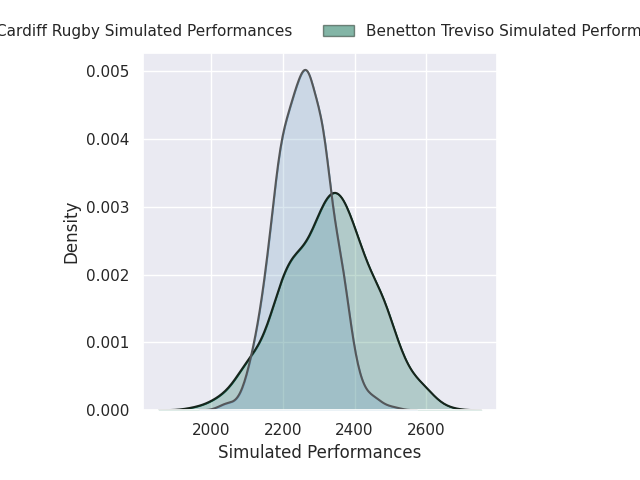 Cardiff Rugby Simulated Performances
Benetton Treviso Simulated Perform
0.005
0.004
0.003
0.002
0.001
0.000
Density
2000 2200 2400 2600
Simulated Performances